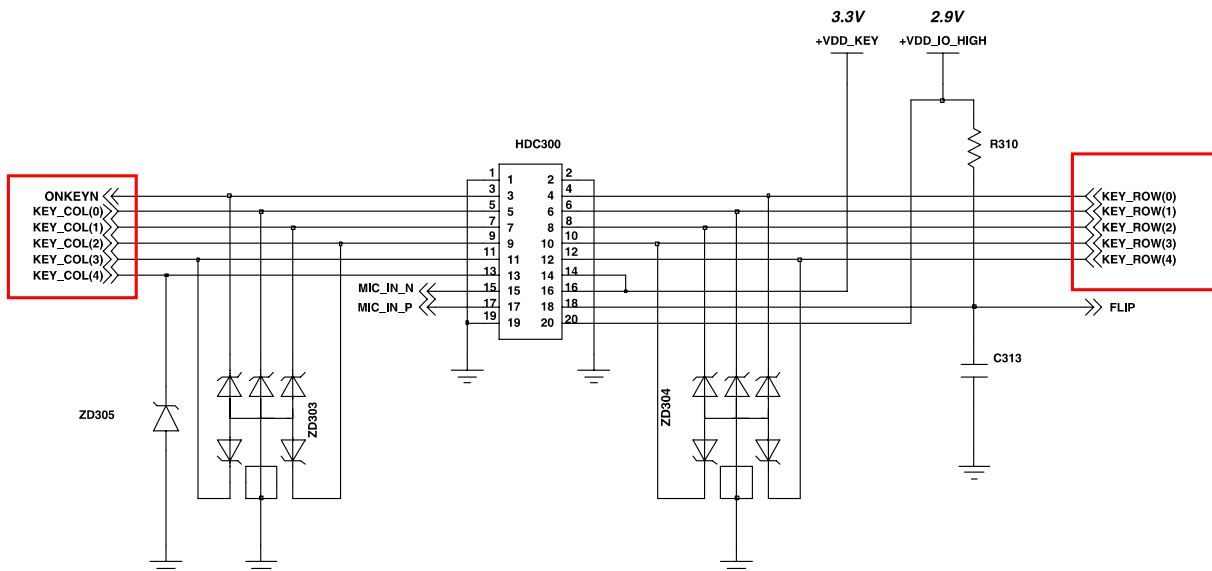 3.3V
2.9V
+VDD_KEY
+VDD_IO_HIGH
HDC300
R310
1 1 2 2
ONKEYN 3 3 4 4 KEY_ROW(0)
KEY_COL(0) 5 5 6 6 KEY_ROW(1)
KEY_COL(1) 7 7 8 8 KEY_ROW(2)
KEY_COL(2) 9 9 10 10 KEY_ROW(3)
KEY_COL(3) 11 11 12 12 KEY_ROW(4)
KEY_COL(4) 13 13 14 14
MIC_IN_N 15 15 16 16
MIC_IN_P 17 17 18 18 FLIP
19 19 20 20
C313
ZD305
ZD303
ZD304